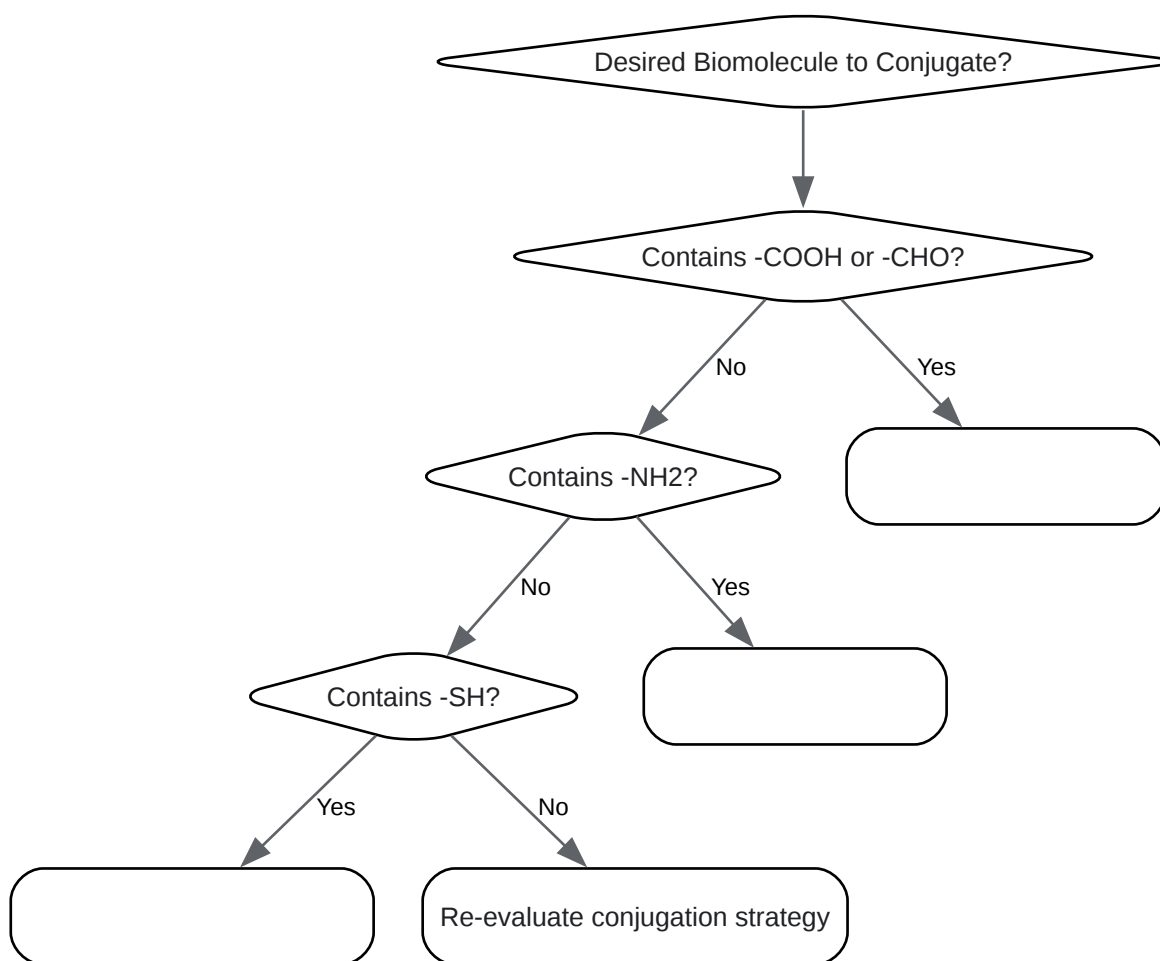 Desired Biomolecule to Conjugate?
Contains -COOH or -CHO?
No
Yes
Contains -NH2?
No
Yes
Contains -SH?
Yes
No
Re-evaluate conjugation strategy